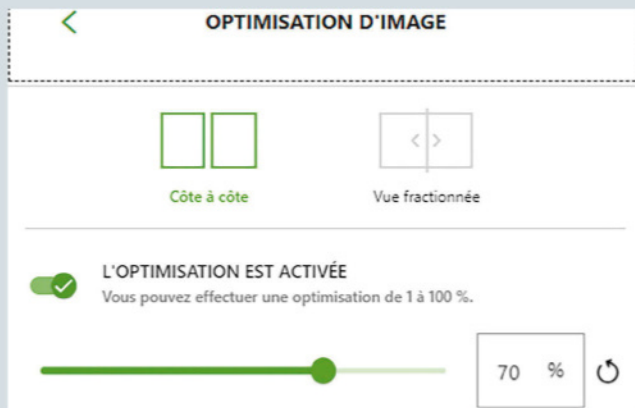 OPTIMISATION D'IMAGE
Côte à côte
Vue fractionnée
L'OPTIMISATION EST ACTIVÉE
Vous pouvez effectuer une optimisation de 1 à 100 %.
70 %